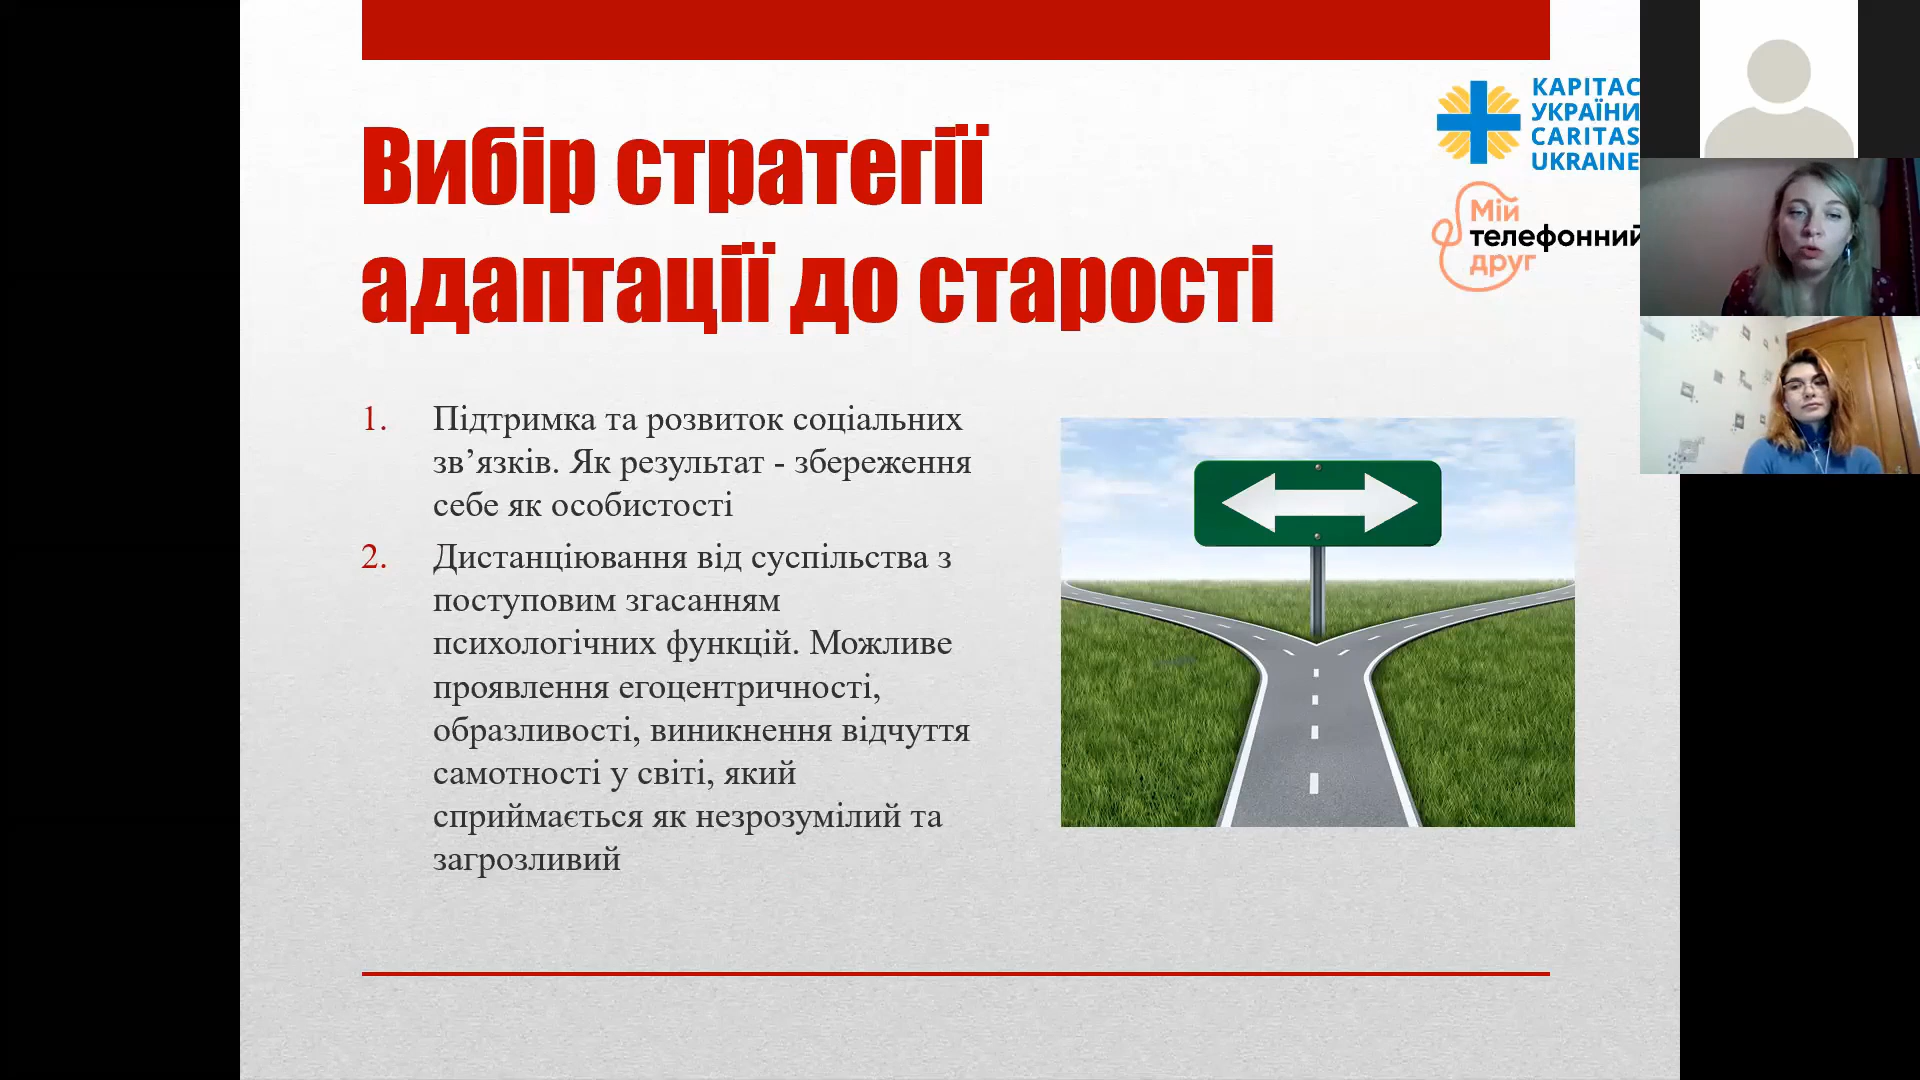 Вибір стратегії
адаптації до старості
КАРІТАС
УКРАЇНИ
CARITAS
UKRAINE
Мій
телефонний
друг
1. Підтримка та розвиток соціальних
зв’язків. Як результат - збереження
себе як особистості
2. Дистанціювання від суспільства з
поступовим згасанням
психологічних функцій. Можливе
проявлення егоцентричності,
образливості, виникнення відчуття
самотності у світі, який
сприймається як незрозумілий та
загрозливий